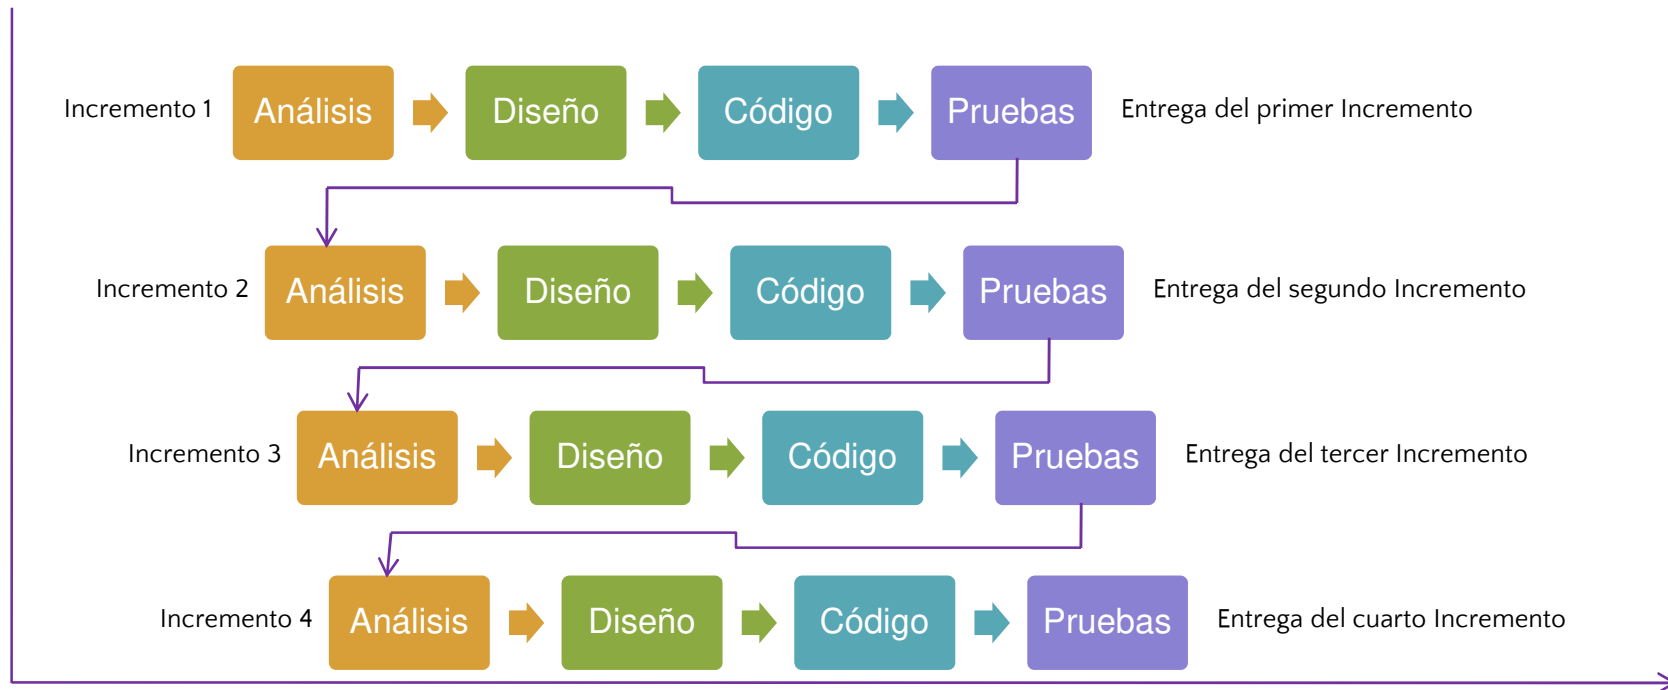 Incremento 1 Análisis Diseño Código Pruebas Entrega del primer Incremento
Incremento 2 Análisis Diseño Código Pruebas Entrega del segundo Incremento
Incremento 3 Análisis Diseño Código Pruebas Entrega del tercer Incremento
Incremento 4 Análisis Diseño Código Pruebas Entrega del cuarto Incremento